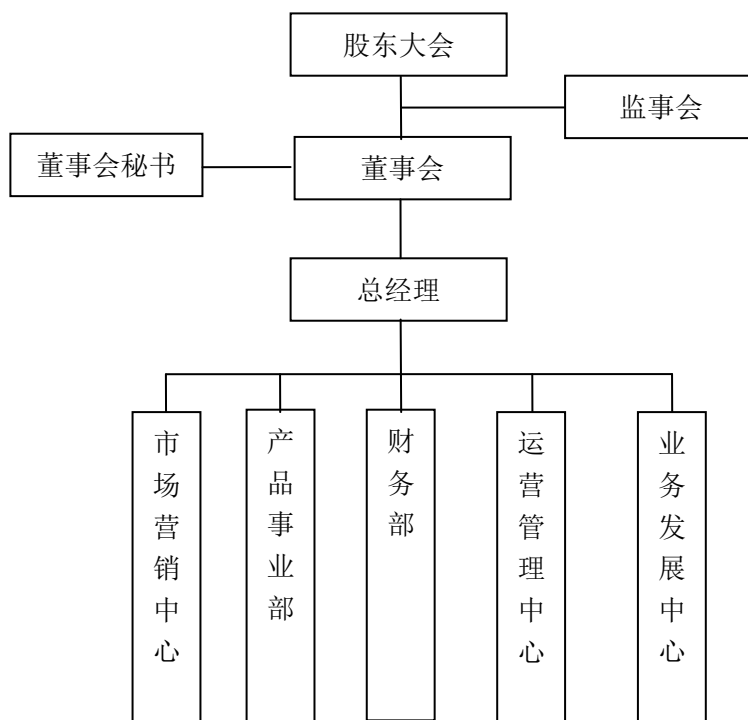 股东大会
监事会
董事会秘书
董事会
总经理
市场营销中心
产品事业部
财务部
运营管理中心
业务发展中心